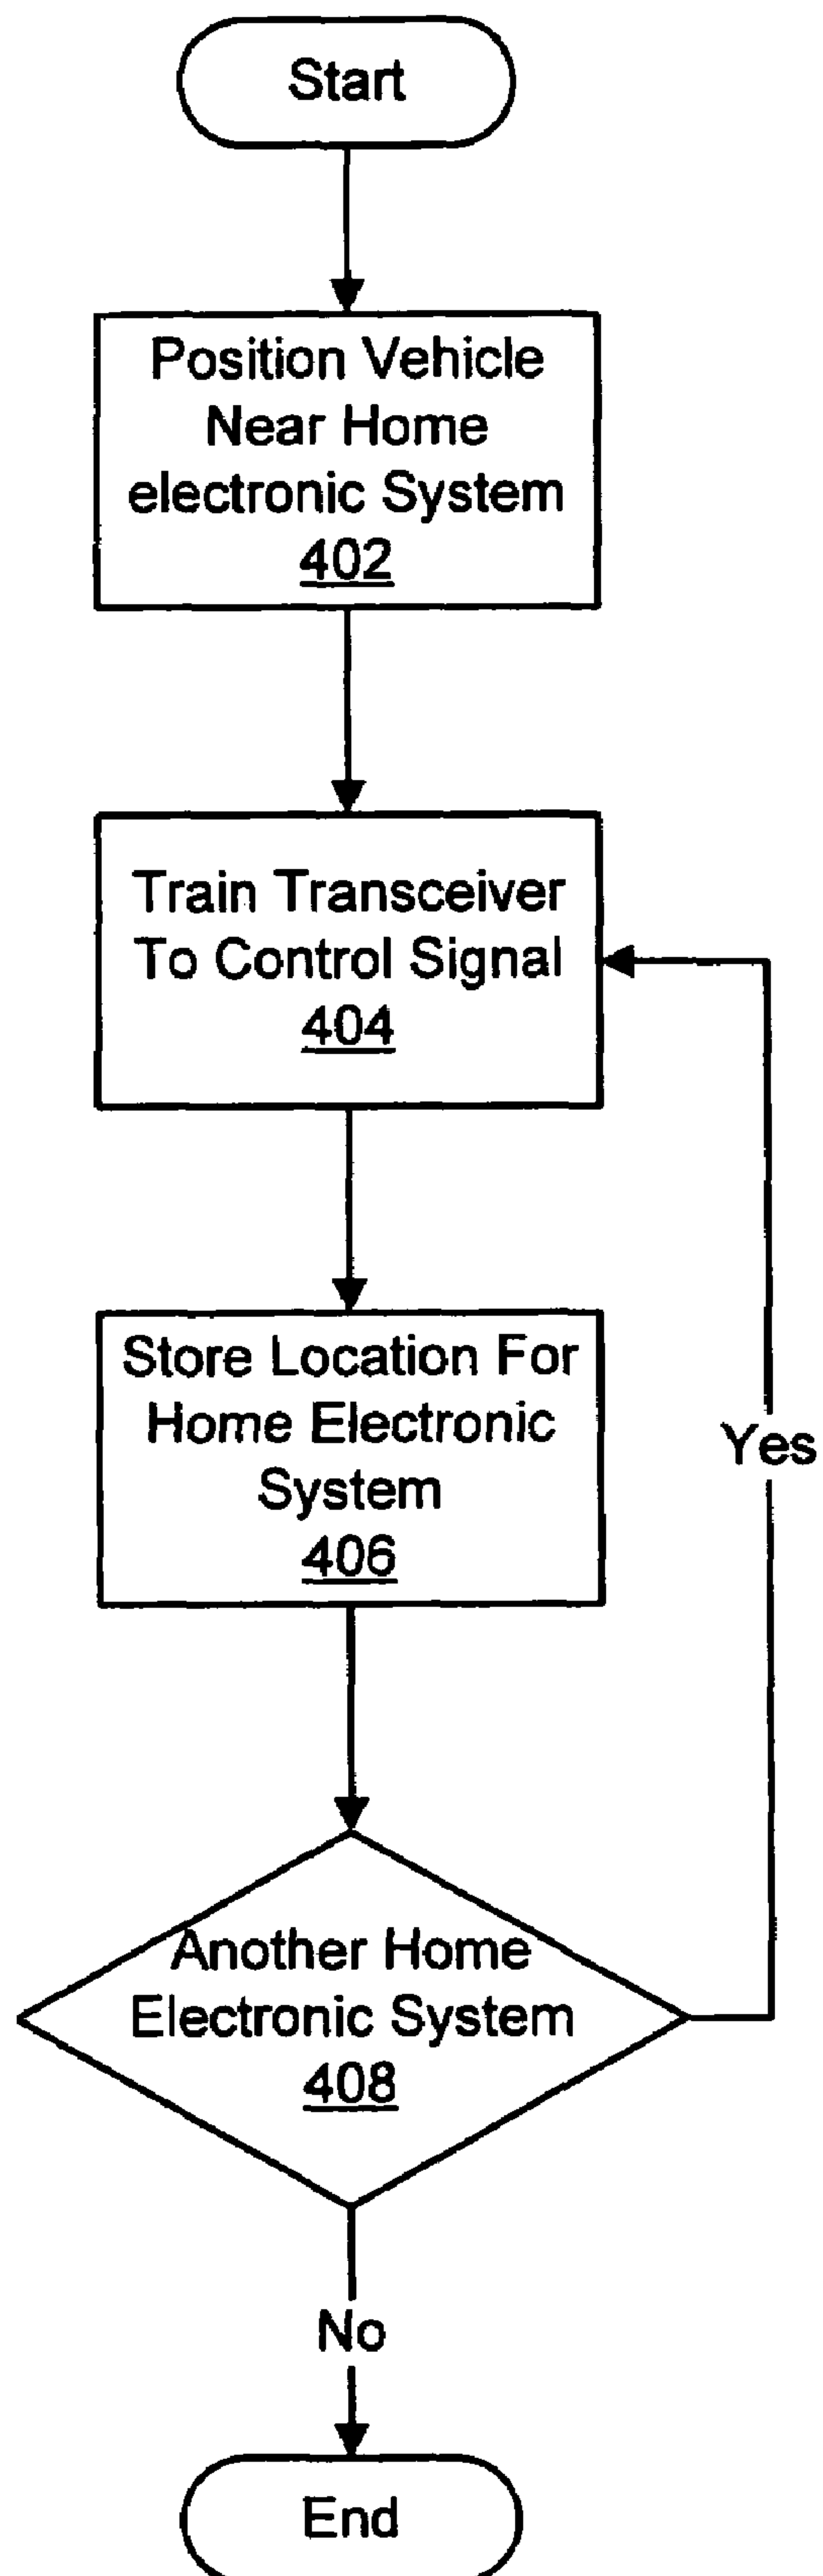 Start
Position Vehicle
Near Home
electronic System
402
Train Transceiver
To Control Signal
404
Store Location For
Home Electronic
System
406
Yes
Another Home
Electronic System
408
No
End